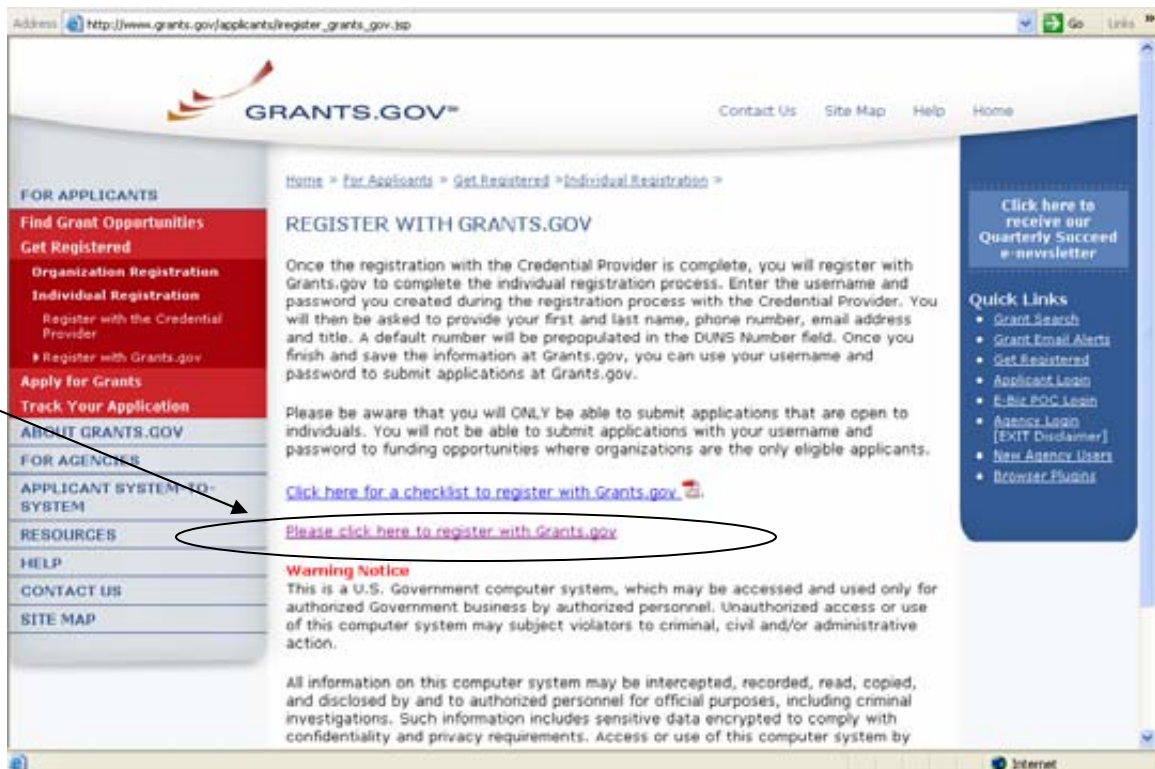 Address http://www.grants.gov/applicants/register_grants_gov.jsp Go Links »
GRANTS.GOV℠
Contact Us Site Map Help Home
FOR APPLICANTS
Find Grant Opportunities
Get Registered
Organization Registration
Individual Registration
Register with the Credential
Provider
Register with Grants.gov
Apply for Grants
Track Your Application
ABOUT GRANTS.GOV
FOR AGENCIES
APPLICANT SYSTEM-TO-
SYSTEM
RESOURCES
HELP
CONTACT US
SITE MAP
Home > For Applicants > Get Registered >Individual Registration >
REGISTER WITH GRANTS.GOV
Once the registration with the Credential Provider is complete, you will register with
Grants.gov to complete the individual registration process. Enter the username and
password you created during the registration process with the Credential Provider. You
will then be asked to provide your first and last name, phone number, email address
and title. A default number will be prepopulated in the DUNS Number field. Once you
finish and save the information at Grants.gov, you can use your username and
password to submit applications at Grants.gov.
Please be aware that you will ONLY be able to submit applications that are open to
individuals. You will not be able to submit applications with your username and
password to funding opportunities where organizations are the only eligible applicants.
Click here for a checklist to register with Grants.gov .
Please click here to register with Grants.gov
Warning Notice
This is a U.S. Government computer system, which may be accessed and used only for
authorized Government business by authorized personnel. Unauthorized access or use
of this computer system may subject violators to criminal, civil and/or administrative
action.
All information on this computer system may be intercepted, recorded, read, copied,
and disclosed by and to authorized personnel for official purposes, including criminal
investigations. Such information includes sensitive data encrypted to comply with
confidentiality and privacy requirements. Access or use of this computer system by
Click here to
receive our
Quarterly Succeed
e-newsletter
Quick Links
Grant Search
Grant Email Alerts
Get Registered
Applicant Login
E-Biz POC Login
Agency Login
[EXIT Disclaimer]
New Agency Users
Browser Plugins
Internet